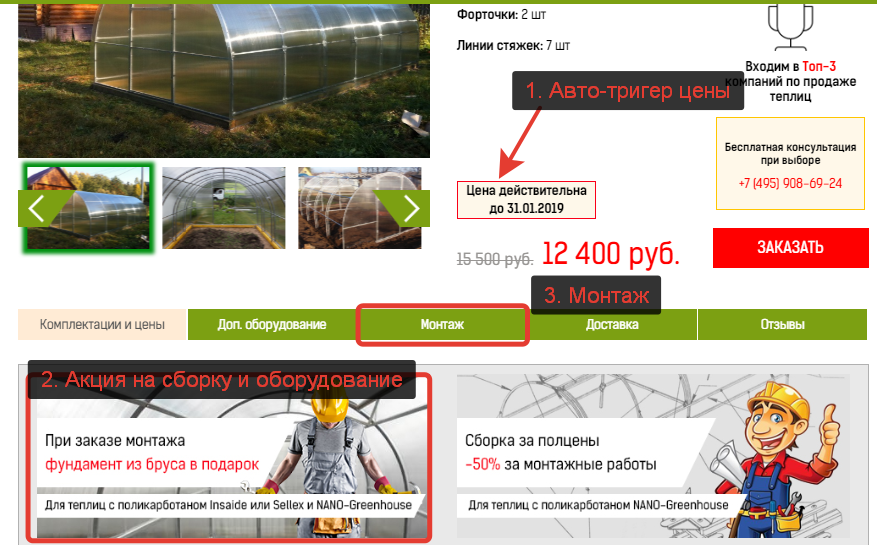 Форточки: 2 шт
Линии стяжек: 7 шт
Входим в Топ-3
компаний по продаже
теплиц
1. Авто-тригер цены
Бесплатная консультация
при выборе
+7 (495) 908-69-24
Цена действительна
до 31.01.2019
15 500 руб. 12 400 руб.
ЗАКАЗАТЬ
3. Монтаж
Комплектации и цены
Доп. оборудование
Монтаж
Доставка
Отзывы
2. Акция на сборку и оборудование
При заказе монтажа
фундамент из бруса в подарок
Для теплиц с поликарботаном Insaide или Sellex и NANO-Greenhouse
Сборка за полцены
-50% за монтажные работы
Для теплиц с поликарботаном NANO-Greenhouse